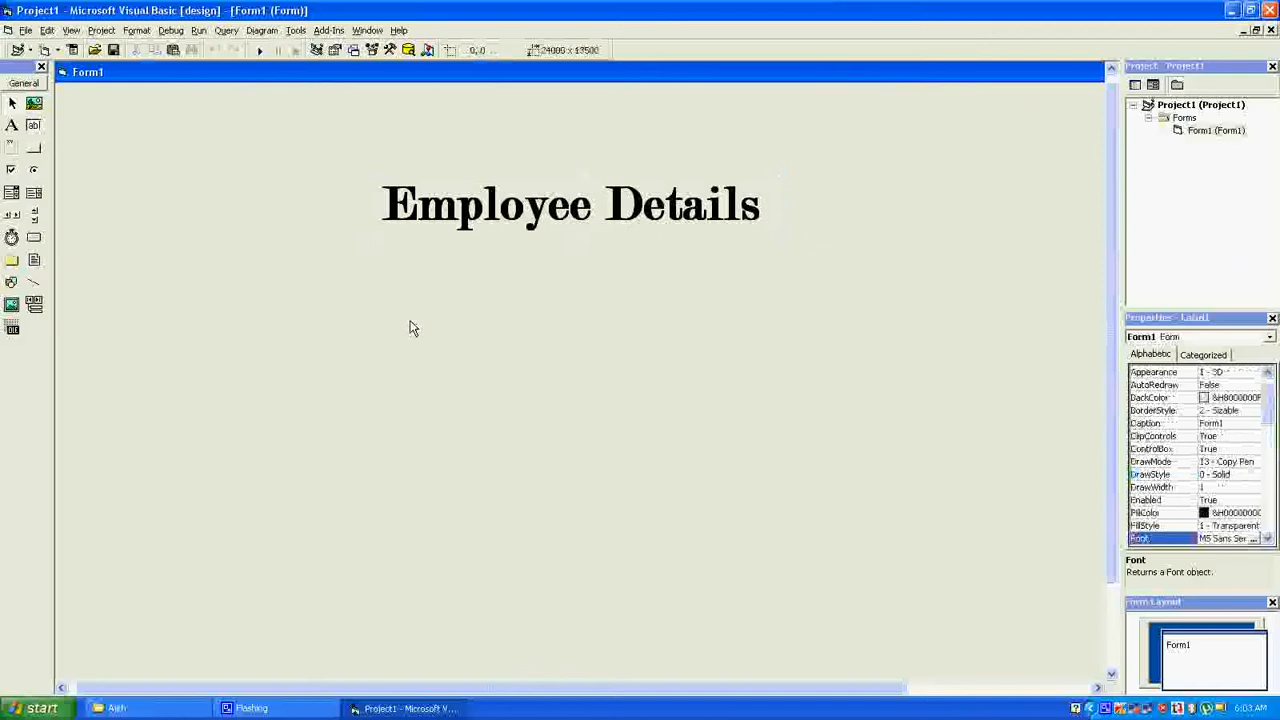 Project1 - Microsoft Visual Basic [design] - [Form1 (Form)]
File Edit View Project Format Debug Run Query Diagram Tools Add-Ins Window Help
0, 0
24000 x 13500
General
Form1
Employee Details
Project - Project1
Project1 (Project1)
Forms
Form1 (Form1)
Properties - Label1
Form1 Form
Alphabetic Categorized
Appearance 1 - 3D
AutoRedraw False
BackColor &H8000000F
BorderStyle 2 - Sizable
Caption Form1
ClipControls True
ControlBox True
DrawMode 13 - Copy Pen
DrawStyle 0 - Solid
DrawWidth 1
Enabled True
FillColor &H0000000
FillStyle 1 - Transparent
Font MS Sans Ser ...
Font
Returns a Font object.
Form Layout
Form1
start
Flashing
Project1 - Microsoft V...
6:03 AM